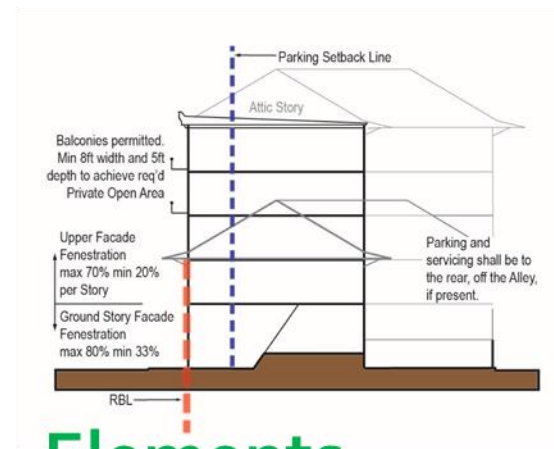 Parking Setback Line
Attic Story
Balconies permitted.
Min 8ft width and 5ft
depth to achieve req'd
Private Open Area
Upper Facade
Fenestration
max 70% min 20%
per Story
Parking and
servicing shall be to
the rear, off the Alley,
if present.
Ground Story Facade
Fenestration
max 80% min 33%
RBL
Elements